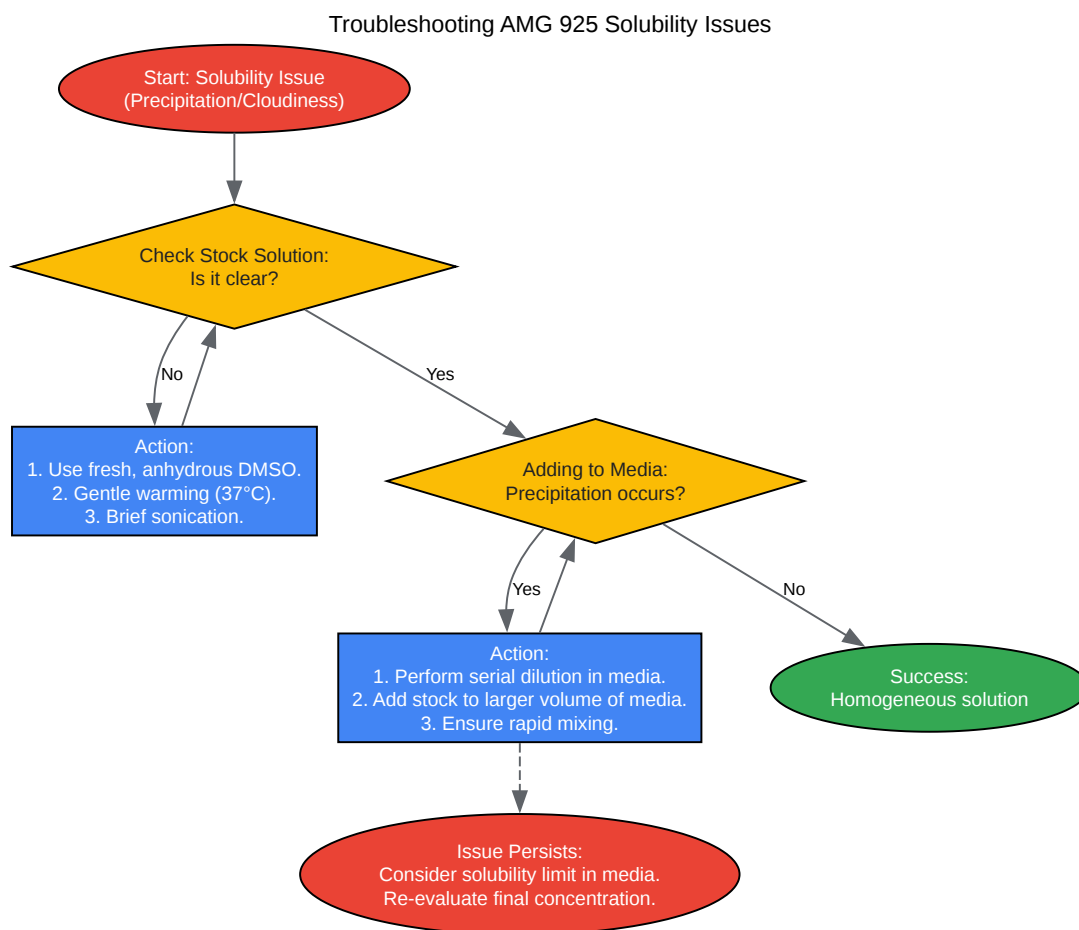 Troubleshooting AMG 925 Solubility Issues
Start: Solubility Issue
(Precipitation/Cloudiness)
Check Stock Solution:
Is it clear?
No
Yes
Action:
1. Use fresh, anhydrous DMSO.
2. Gentle warming (37°C).
3. Brief sonication.
Adding to Media:
Precipitation occurs?
Yes
No
Action:
1. Perform serial dilution in media.
2. Add stock to larger volume of media.
3. Ensure rapid mixing.
Success:
Homogeneous solution
Issue Persists:
Consider solubility limit in media.
Re-evaluate final concentration.